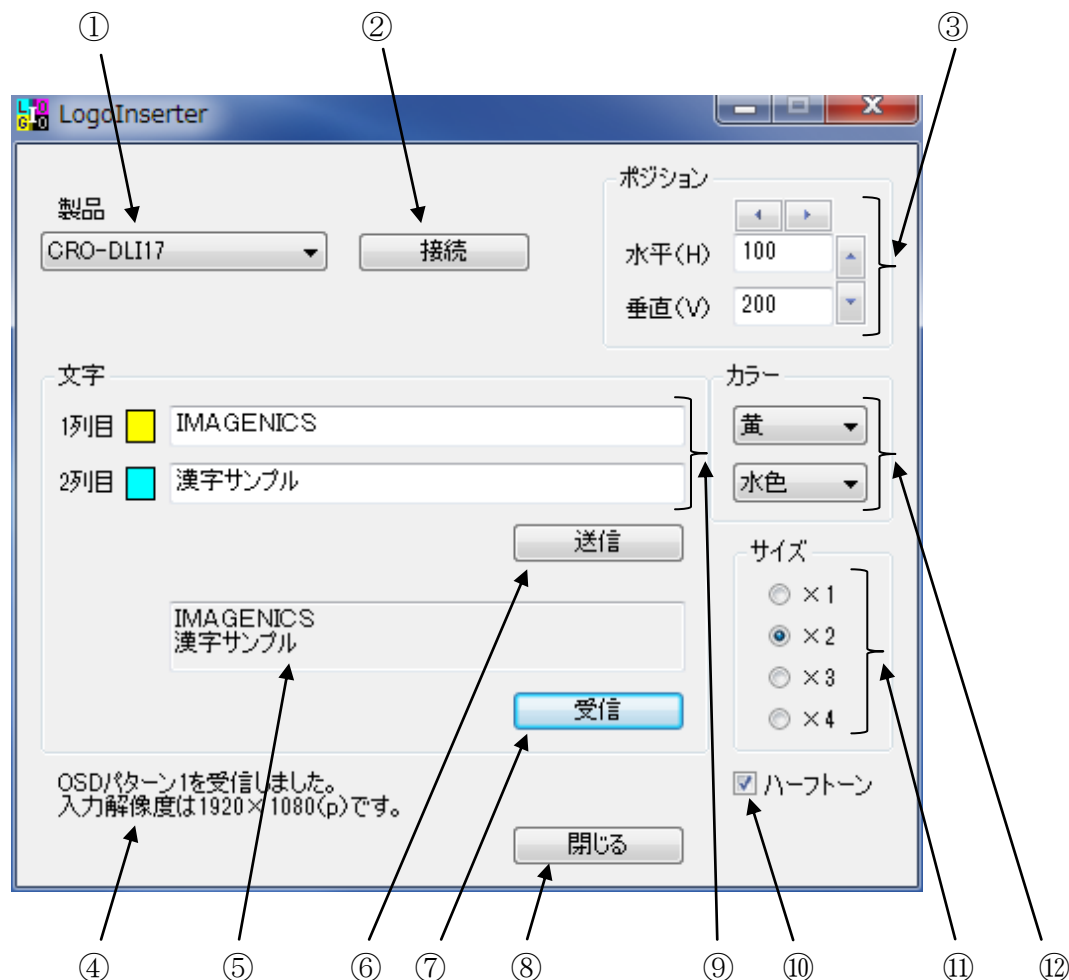 ① ② ③
LogoInserter
製品
CRO-DLI17
接続
ポジション
水平(H) 100
垂直(V) 200
文字
1列目 IMAGENICS
2列目 漢字サンプル
カラー
黄
水色
送信
サイズ
×1
×2
×3
×4
IMAGENICS
漢字サンプル
受信
OSDパターン1を受信しました。
入力解像度は1920×1080(p)です。
ハーフトーン
閉じる
④ ⑤ ⑥ ⑦ ⑧ ⑨ ⑩ ⑪ ⑫